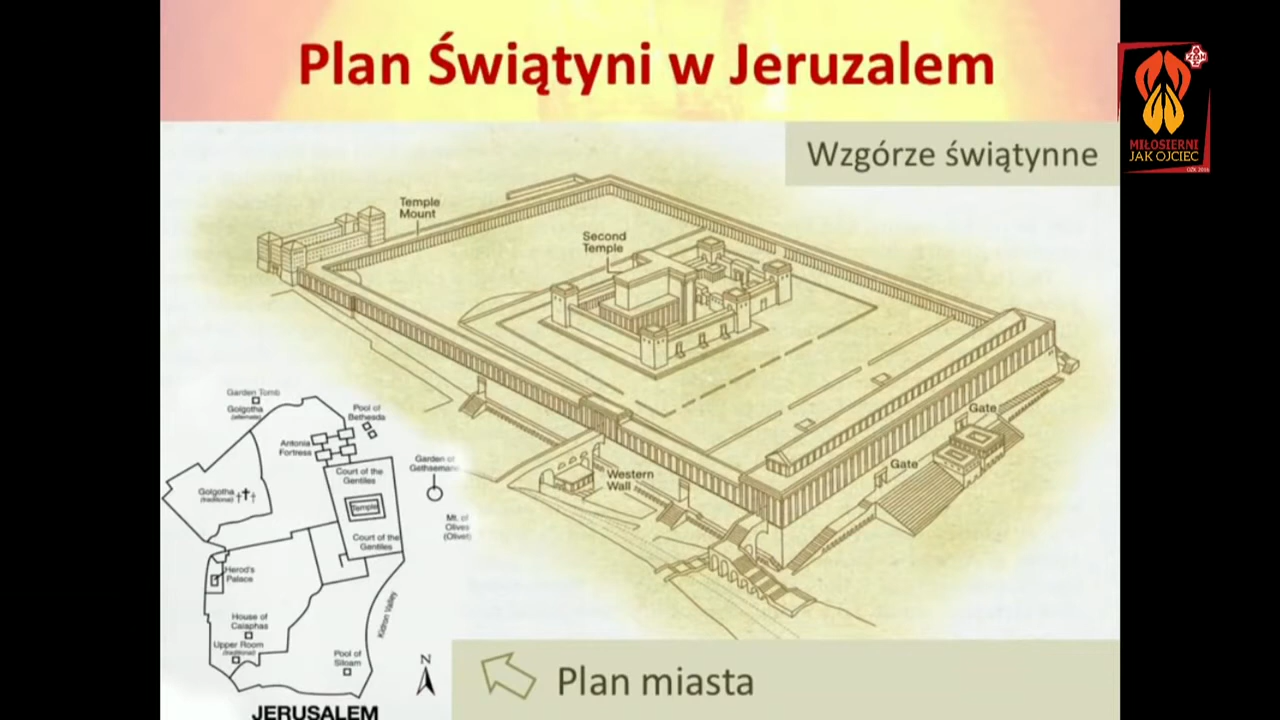 Plan Świątyni w Jeruzalem
MIŁOSIERNI
JAK OJCIEC
Wzgórze świątynne
Temple
Mount
Second
Temple
Gate
Gate
Western
Wall
Garden Tomb
Golgotha
Pool of
Bethesda
Antonia
Fortress
Court of the
Gentiles
Garden of
Gethsemane
Golgotha
(traditional)
Temple
Mt. of
Olives
(Olivet)
Court of the
Gentiles
Herod's
Palace
Kidron Valley
House of
Caiaphas
Upper Room
(traditional)
Pool of
Siloam
N
JERUSALEM
Plan miasta